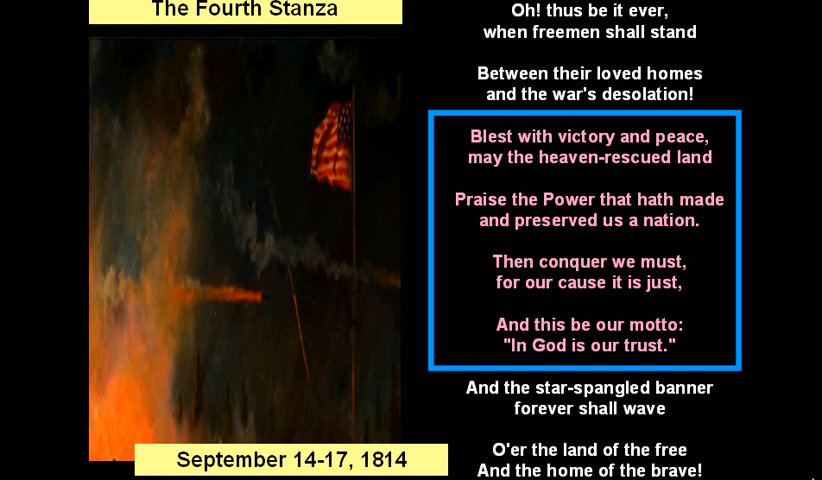 The Fourth Stanza
Oh! thus be it ever,
when freemen shall stand
Between their loved homes
and the war's desolation!
Blest with victory and peace,
may the heaven-rescued land
Praise the Power that hath made
and preserved us a nation.
Then conquer we must,
for our cause it is just,
And this be our motto:
"In God is our trust."
And the star-spangled banner
forever shall wave
O'er the land of the free
And the home of the brave!
September 14-17, 1814